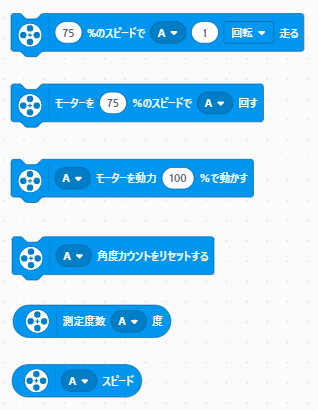 75 %のスピードで A 1 回転 走る
モーターを 75 %のスピードで A 回す
A モーターを動力 100 %で動かす
A 角度カウントをリセットする
測定度数 A 度
A スピード